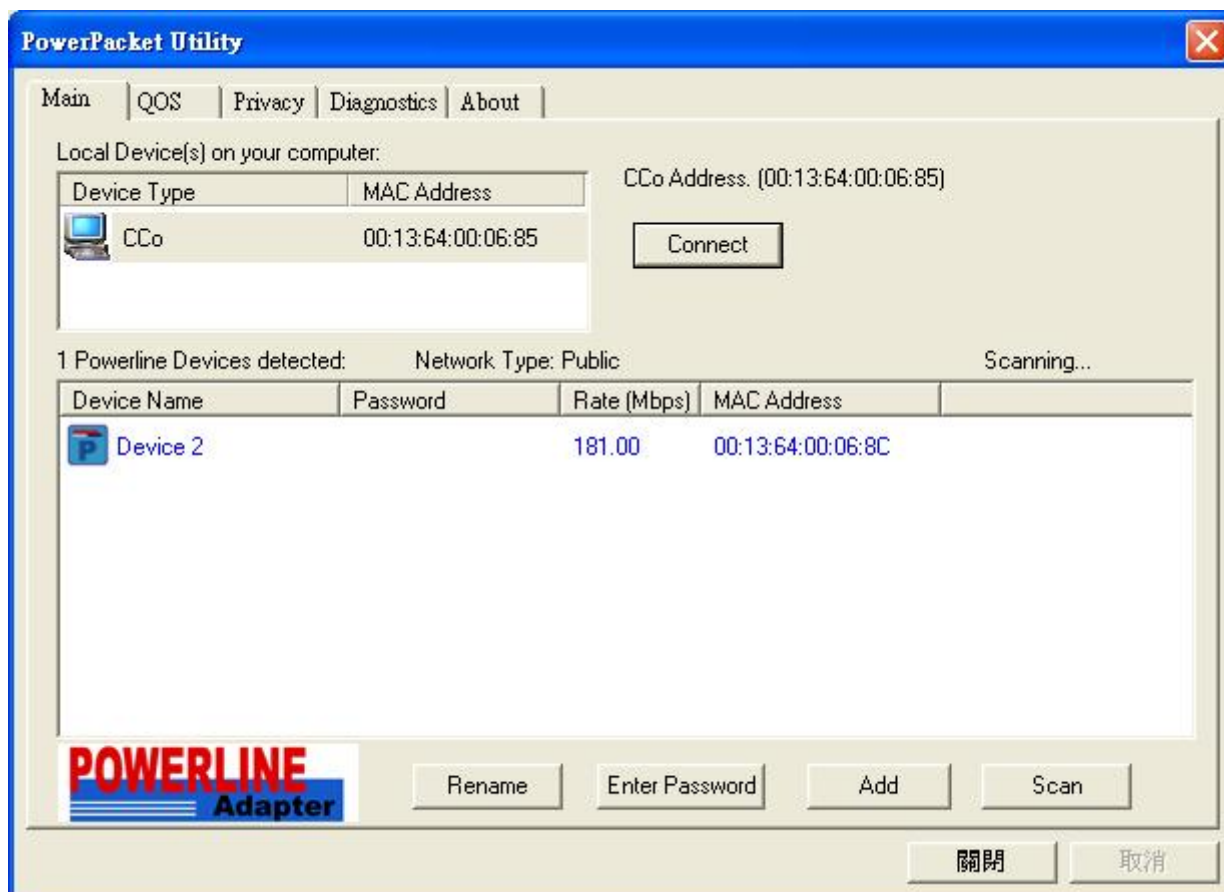 PowerPacket Utility
Main QOS Privacy Diagnostics About
Local Device(s) on your computer:
Device Type MAC Address
CCo 00:13:64:00:06:85
CCo Address. (00:13:64:00:06:85)
Connect
1 Powerline Devices detected: Network Type: Public Scanning...
Device Name Password Rate (Mbps) MAC Address
P Device 2 181.00 00:13:64:00:06:8C
POWERLINE
Adapter
Rename Enter Password Add Scan
關閉 取消